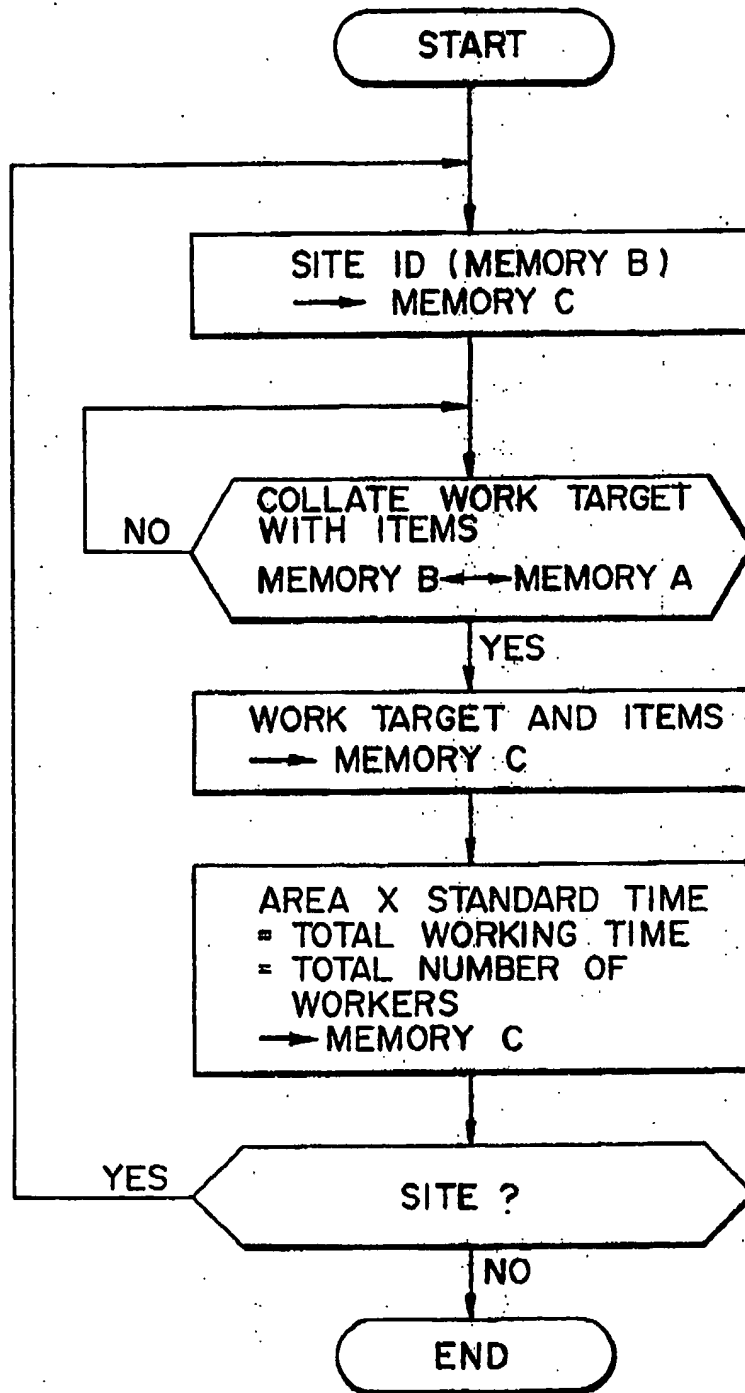 START
SITE ID (MEMORY B)
→ MEMORY C
COLLATE WORK TARGET
WITH ITEMS
NO
MEMORY B↔MEMORY A
YES
WORK TARGET AND ITEMS
→ MEMORY C
AREA X STANDARD TIME
= TOTAL WORKING TIME
= TOTAL NUMBER OF
WORKERS
→ MEMORY C
YES
SITE ?
NO
END